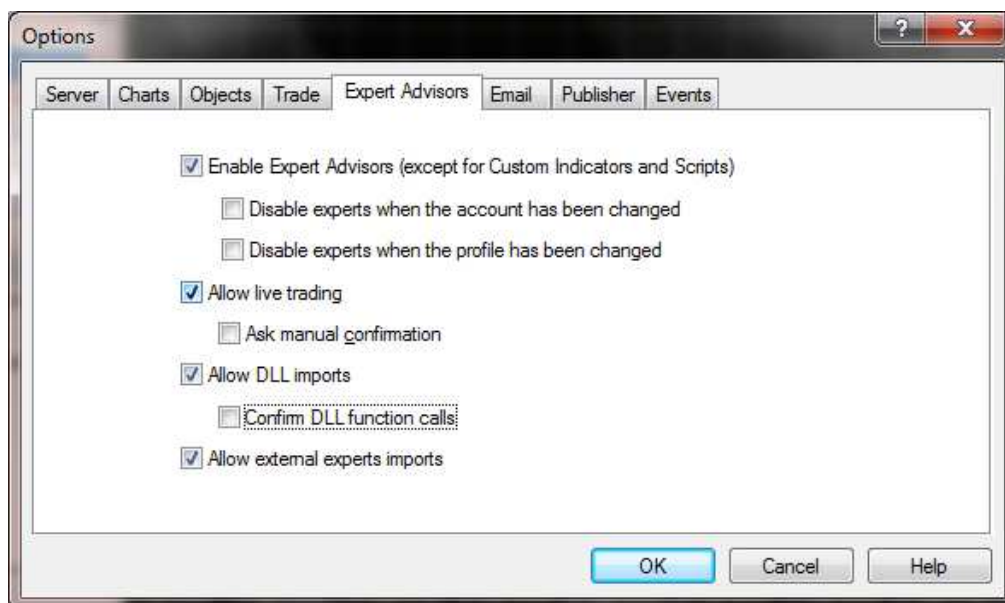 Options
Server Charts Objects Trade Expert Advisors Email Publisher Events
Enable Expert Advisors (except for Custom Indicators and Scripts)
Disable experts when the account has been changed
Disable experts when the profile has been changed
Allow live trading
Ask manual confirmation
Allow DLL imports
Confirm DLL function calls
Allow external experts imports
OK Cancel Help